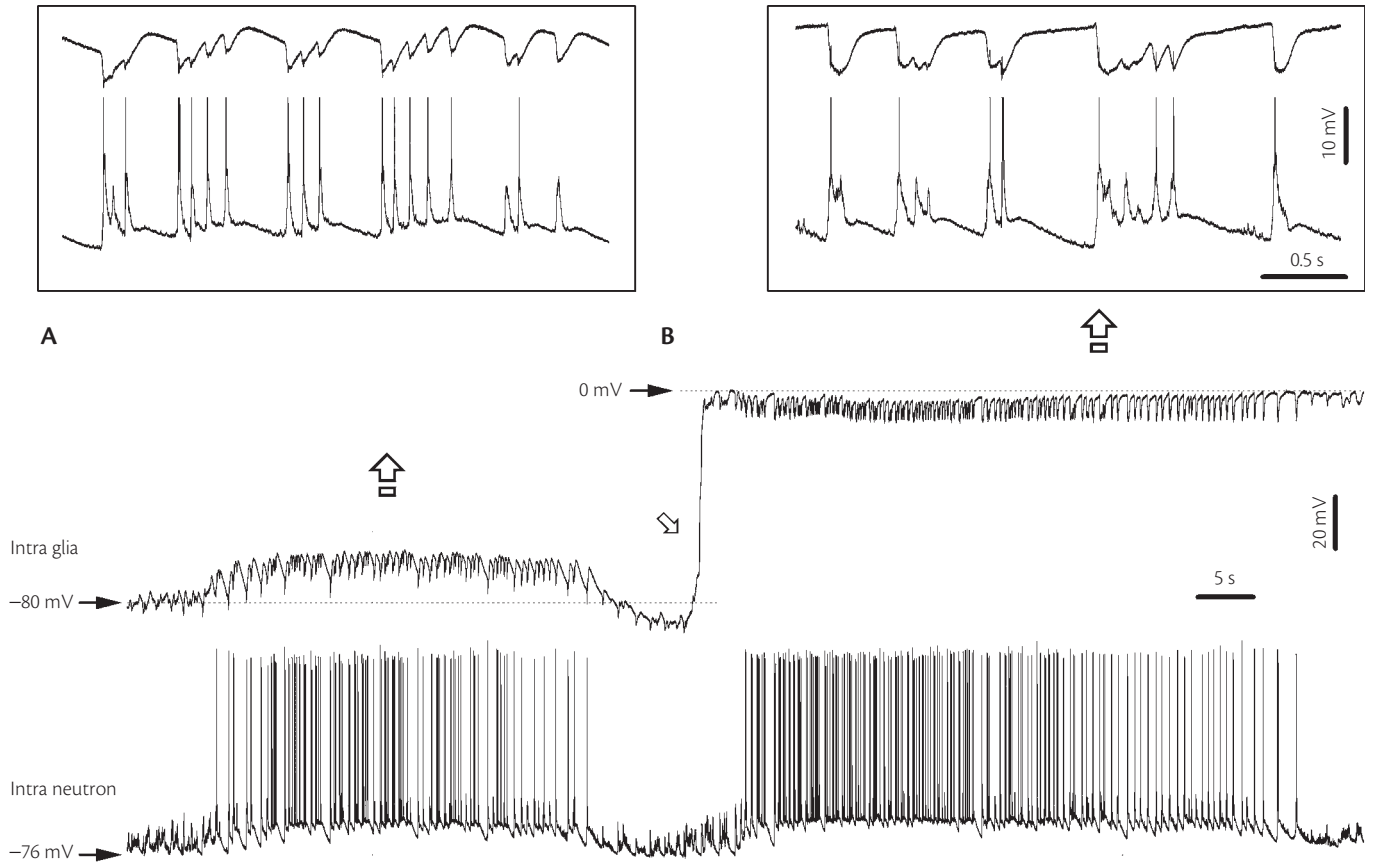 10 mV
0.5 s
A
B
0 mV
20 mV
Intra glia
5 s
−80 mV
Intra neutron
−76 mV